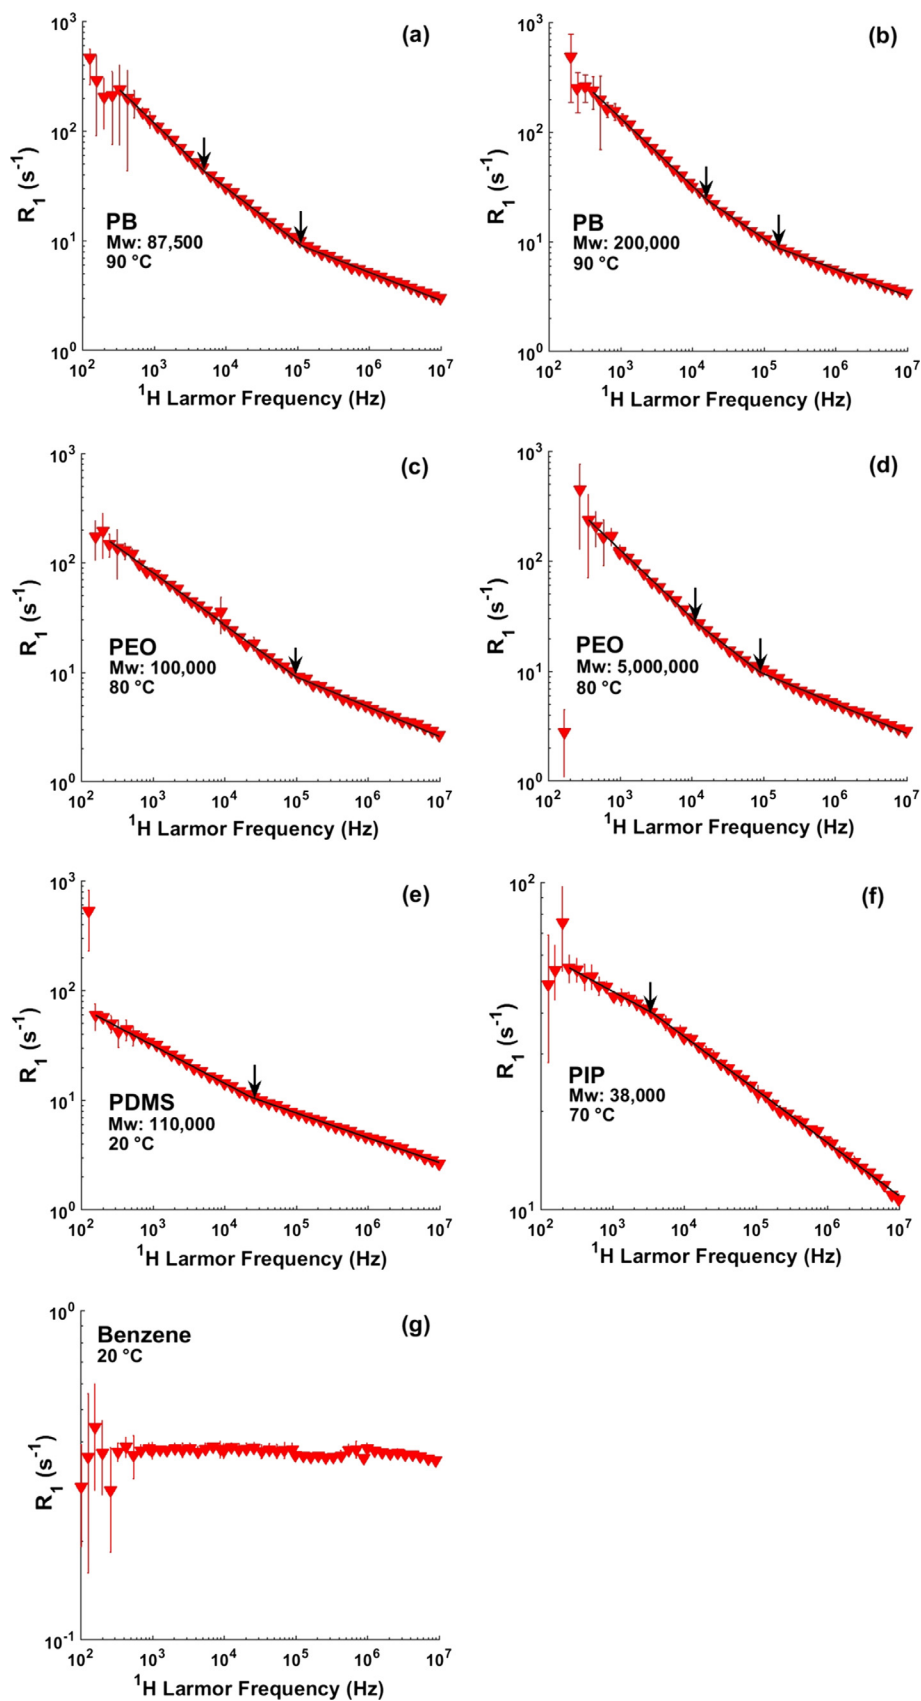 (a)
10³
10²
10¹
10⁰
R₁ (s⁻¹)
PB
Mw: 87,500
90 °C
10² 10³ 10⁴ 10⁵ 10⁶ 10⁷
¹H Larmor Frequency (Hz)
(b)
10³
10²
10¹
10⁰
R₁ (s⁻¹)
PB
Mw: 200,000
90 °C
10² 10³ 10⁴ 10⁵ 10⁶ 10⁷
¹H Larmor Frequency (Hz)
(c)
10³
10²
10¹
10⁰
R₁ (s⁻¹)
PEO
Mw: 100,000
80 °C
10² 10³ 10⁴ 10⁵ 10⁶ 10⁷
¹H Larmor Frequency (Hz)
(d)
10³
10²
10¹
10⁰
R₁ (s⁻¹)
PEO
Mw: 5,000,000
80 °C
10² 10³ 10⁴ 10⁵ 10⁶ 10⁷
¹H Larmor Frequency (Hz)
(e)
10³
10²
10¹
10⁰
R₁ (s⁻¹)
PDMS
Mw: 110,000
20 °C
10² 10³ 10⁴ 10⁵ 10⁶ 10⁷
¹H Larmor Frequency (Hz)
(f)
10²
10¹
R₁ (s⁻¹)
PIP
Mw: 38,000
70 °C
10² 10³ 10⁴ 10⁵ 10⁶ 10⁷
¹H Larmor Frequency (Hz)
(g)
10⁰
10⁻¹
R₁ (s⁻¹)
Benzene
20 °C
10² 10³ 10⁴ 10⁵ 10⁶ 10⁷
¹H Larmor Frequency (Hz)